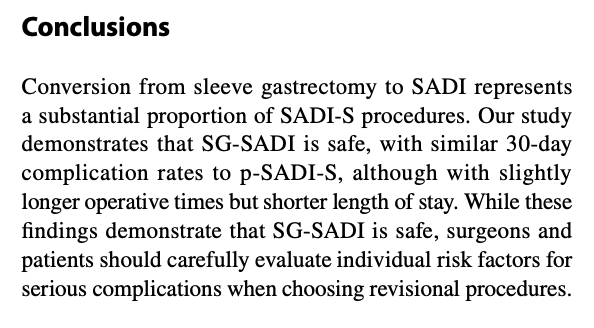 Conclusions
Conversion from sleeve gastrectomy to SADI represents
a substantial proportion of SADI-S procedures. Our study
demonstrates that SG-SADI is safe, with similar 30-day
complication rates to p-SADI-S, although with slightly
longer operative times but shorter length of stay. While these
findings demonstrate that SG-SADI is safe, surgeons and
patients should carefully evaluate individual risk factors for
serious complications when choosing revisional procedures.